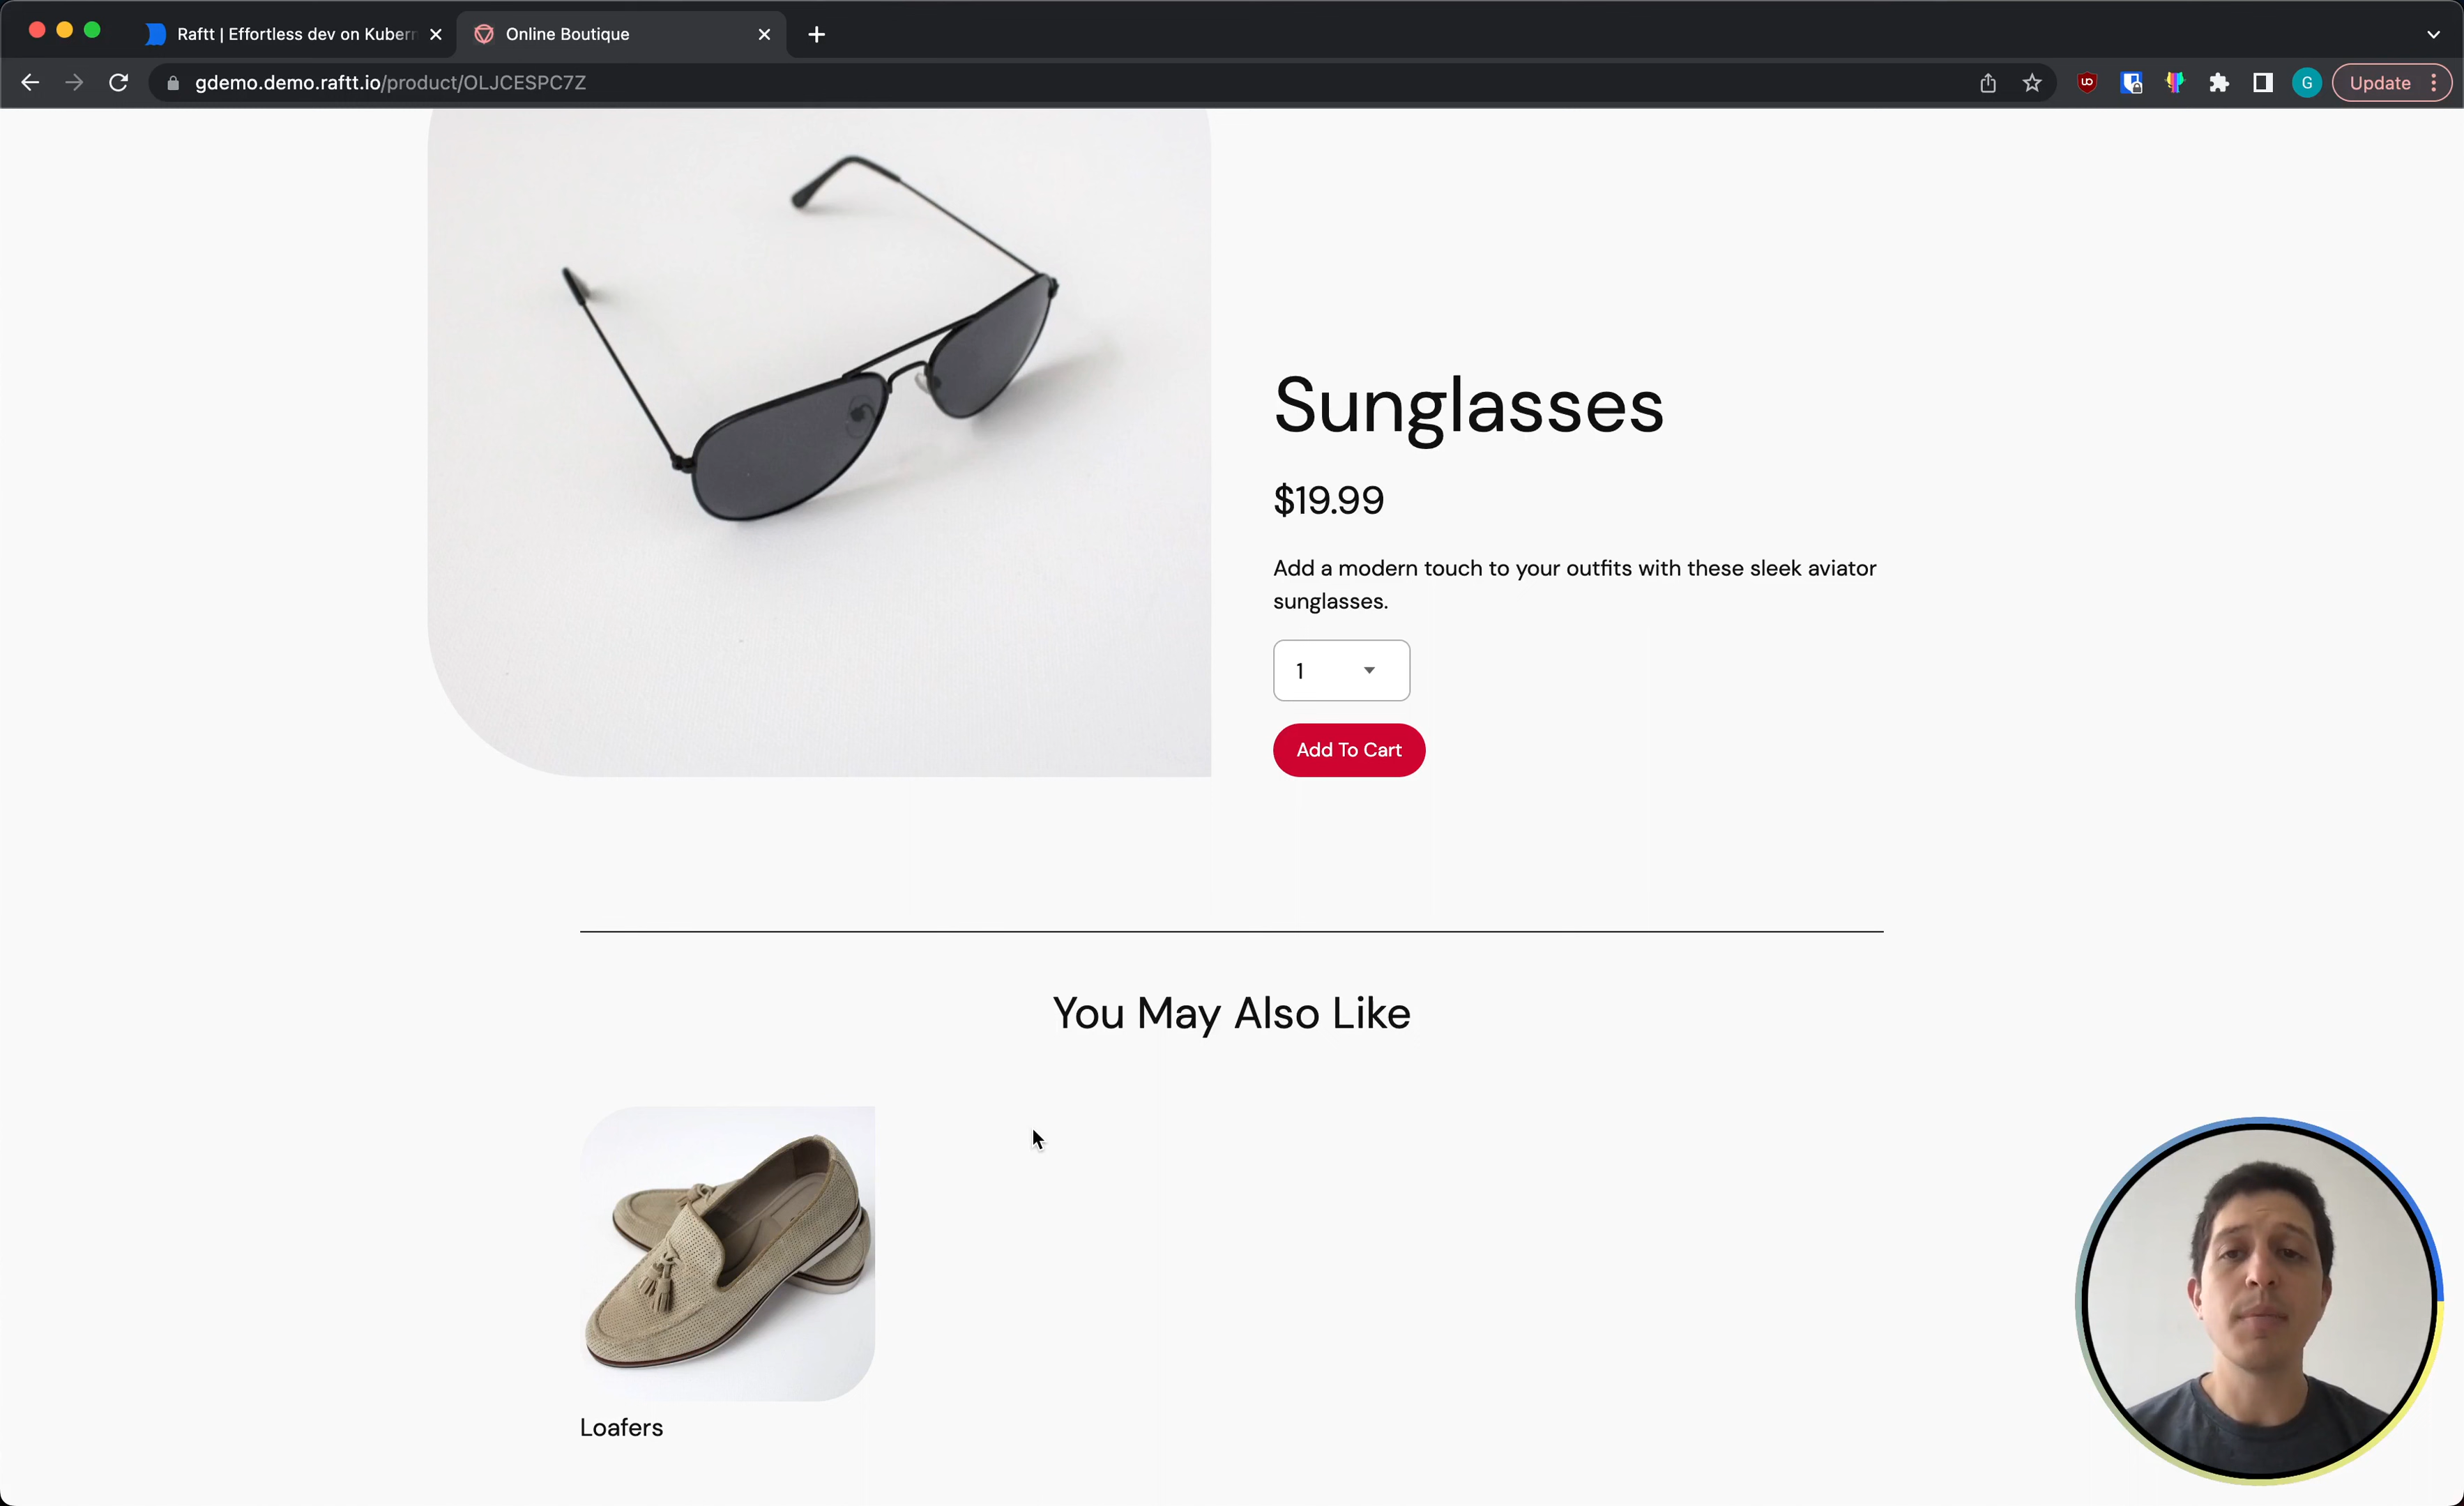 Raftt | Effortless dev on Kubern
Online Boutique
gdemo.demo.raftt.io/product/OLJCESPC7Z
G
Update
Sunglasses
$19.99
Add a modern touch to your outfits with these sleek aviator
sunglasses.
1
Add To Cart
You May Also Like
Loafers